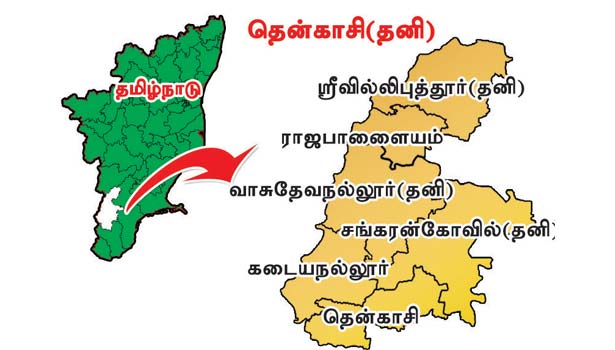 தென்காசி(தனி)
தமிழ்நாடு
ஸ்ரீவில்லிபுத்தூர்(தனி)
ராஜபாளையம்
வாசுதேவநல்லூர்(தனி)
சங்கரன்கோவில்(தனி)
கடையநல்லூர்
தென்காசி